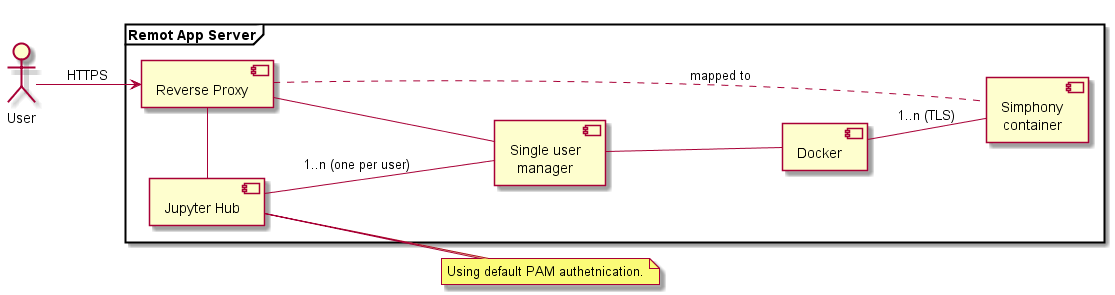 Remot App Server
HTTPS
Reverse Proxy
mapped to
Simphony
container
User
1..n (TLS)
Single user
manager
Docker
1..n (one per user)
Jupyter Hub
Using default PAM authetnication.